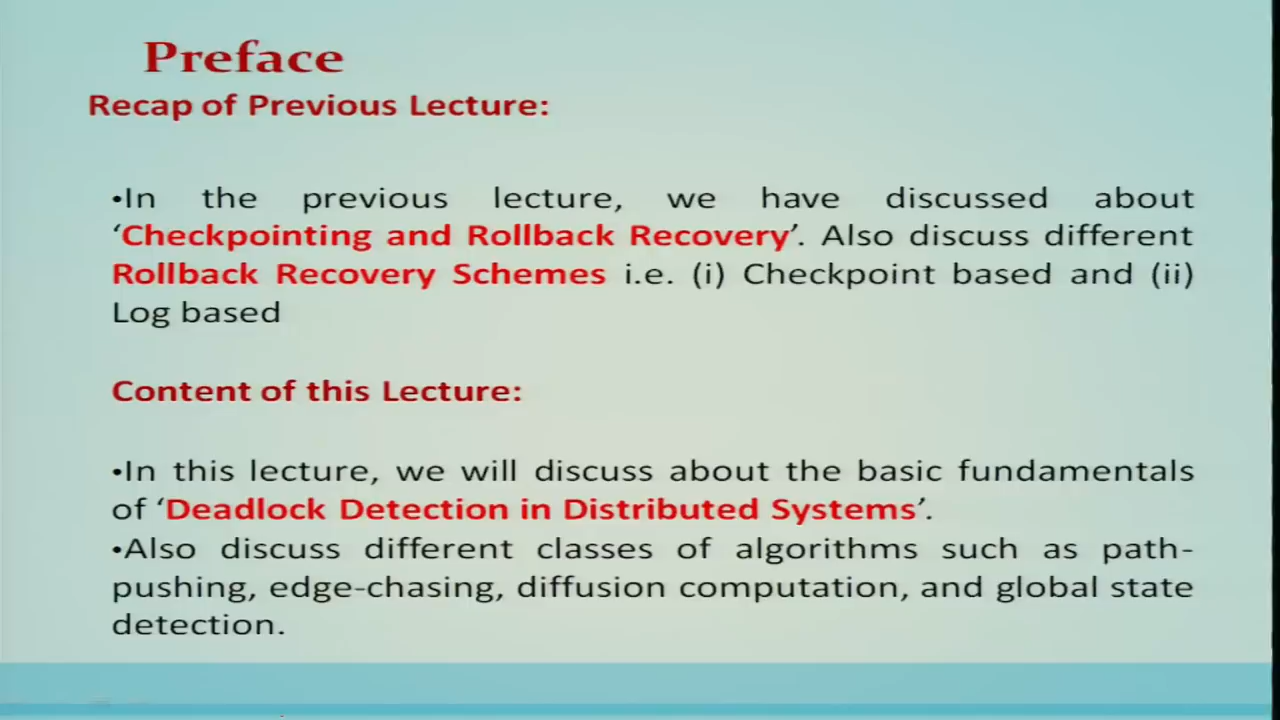 Preface
Recap of Previous Lecture:
•In the previous lecture, we have discussed about
‘Checkpointing and Rollback Recovery’. Also discuss different
Rollback Recovery Schemes i.e. (i) Checkpoint based and (ii)
Log based
Content of this Lecture:
•In this lecture, we will discuss about the basic fundamentals
of ‘Deadlock Detection in Distributed Systems’.
•Also discuss different classes of algorithms such as path-
pushing, edge-chasing, diffusion computation, and global state
detection.